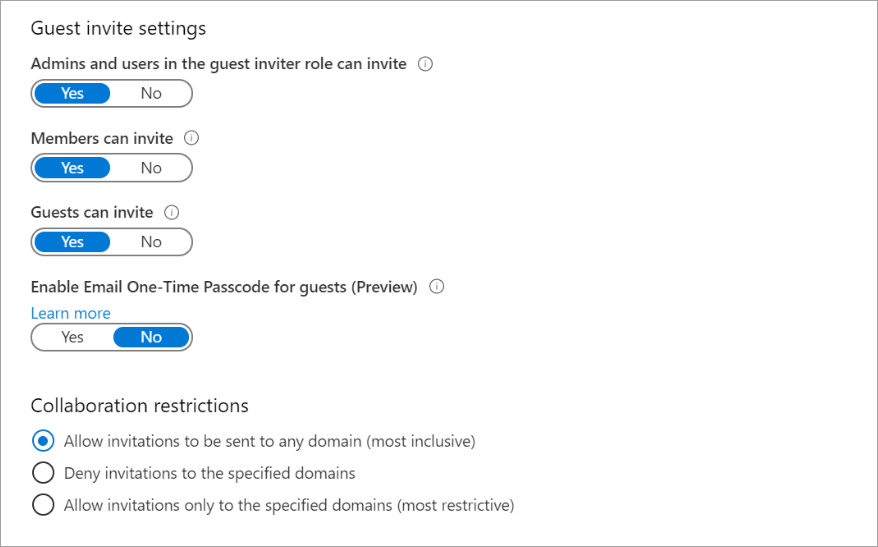 Guest invite settings
Admins and users in the guest inviter role can invite
Yes No
Members can invite
Yes No
Guests can invite
Yes No
Enable Email One-Time Passcode for guests (Preview)
Learn more
Yes No
Collaboration restrictions
Allow invitations to be sent to any domain (most inclusive)
Deny invitations to the specified domains
Allow invitations only to the specified domains (most restrictive)